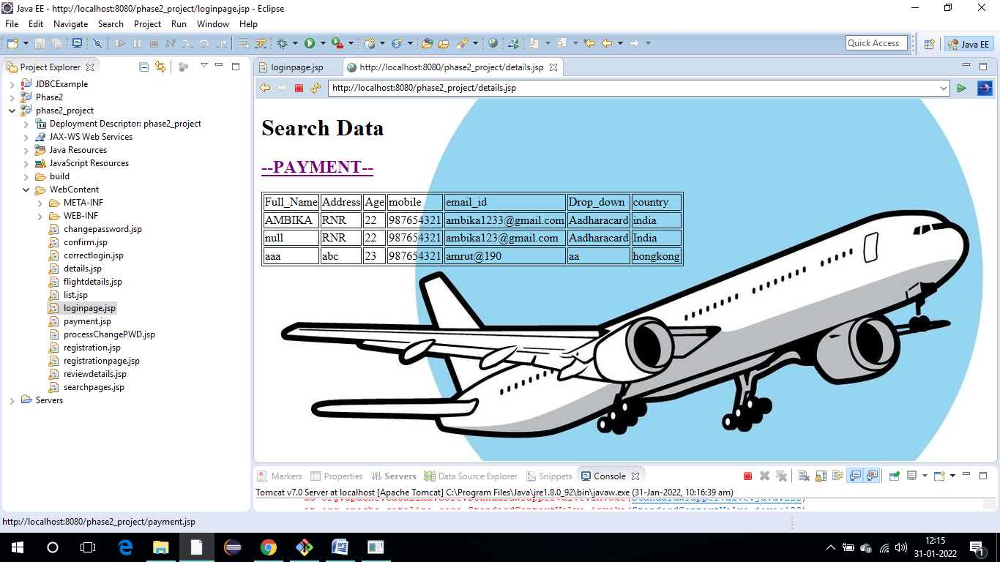 Java EE - http://localhost:8080/phase2_project/loginpage.jsp - Eclipse
File Edit Navigate Search Project Run Window Help
Quick Access Java EE
Project Explorer
JDBCExample
Phase2
phase2_project
Deployment Descriptor: phase2_project
JAX-WS Web Services
Java Resources
JavaScript Resources
build
WebContent
META-INF
WEB-INF
changepassword.jsp
confirm.jsp
correctlogin.jsp
details.jsp
flightdetails.jsp
list.jsp
loginpage.jsp
payment.jsp
processChangePWD.jsp
registration.jsp
registrationpage.jsp
reviewdetails.jsp
searchpages.jsp
Servers
loginpage.jsp http://localhost:8080/phase2_project/details.jsp
http://localhost:8080/phase2_project/details.jsp
Search Data
--PAYMENT--
Full_Name Address Age mobile email_id Drop_down country
AMBIKA RNR 22 987654321 ambika1233@gmail.com Aadharacard india
null RNR 22 987654321 ambika123@gmail.com Aadharacard India
aaa abc 23 987654321 amrut@190 aa hongkong
Markers Properties Servers Data Source Explorer Snippets Console
Tomcat v7.0 Server at localhost [Apache Tomcat] C:\Program Files\Java\jre1.8.0_92\bin\javaw.exe (31-Jan-2022, 10:16:39 am)
http://localhost:8080/phase2_project/payment.jsp
12:15
31-01-2022
1